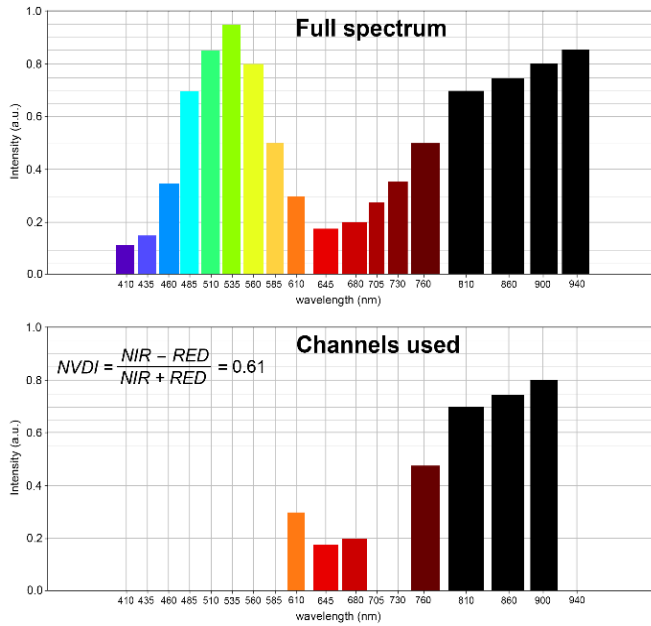 Full spectrum
Intensity (a.u.)
1.0
0.8
0.6
0.4
0.2
0.0
410 435 460 485 510 535 560 585 610 645 680 705 730 760 810 860 900 940
wavelength (nm)
Channels used
NVDI = NIR − RED / NIR + RED = 0.61
Intensity (a.u.)
1.0
0.8
0.6
0.4
0.2
0.0
410 435 460 485 510 535 560 585 610 645 680 705 730 760 810 860 900 940
wavelength (nm)